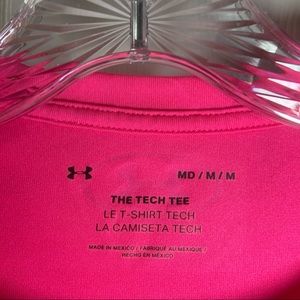 MD / M / M
THE TECH TEE
LE T-SHIRT TECH
LA CAMISETA TECH
MADE IN MEXICO / FABRIQUÉ AU MEXIQUE /
HECHO EN MÉXICO